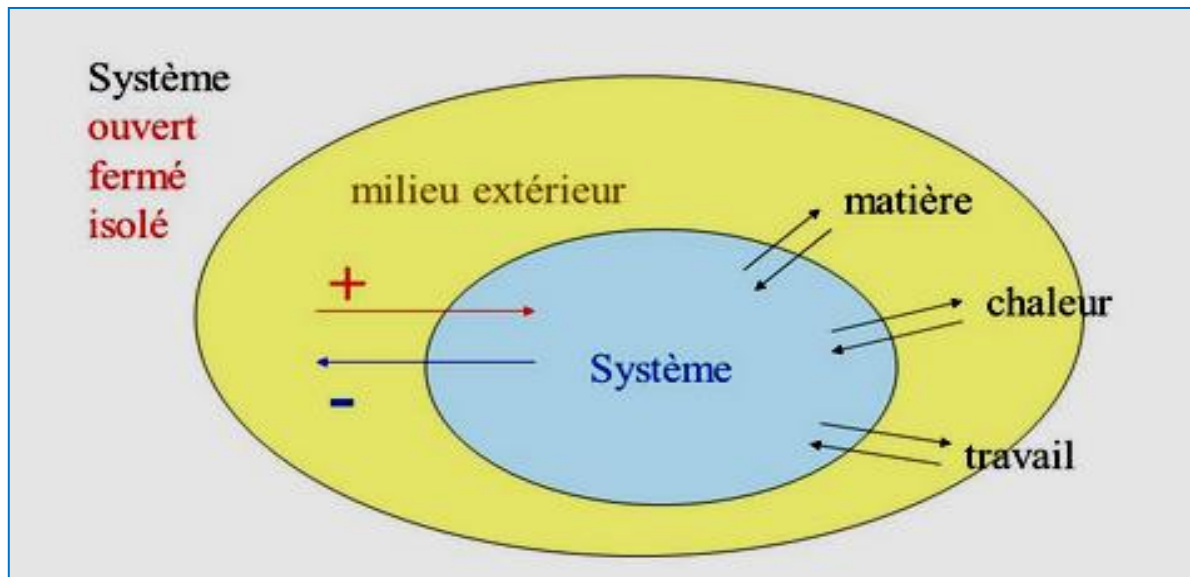 Système
ouvert
fermé
isolé
milieu extérieur
matière
+
chaleur
Système
-
travail